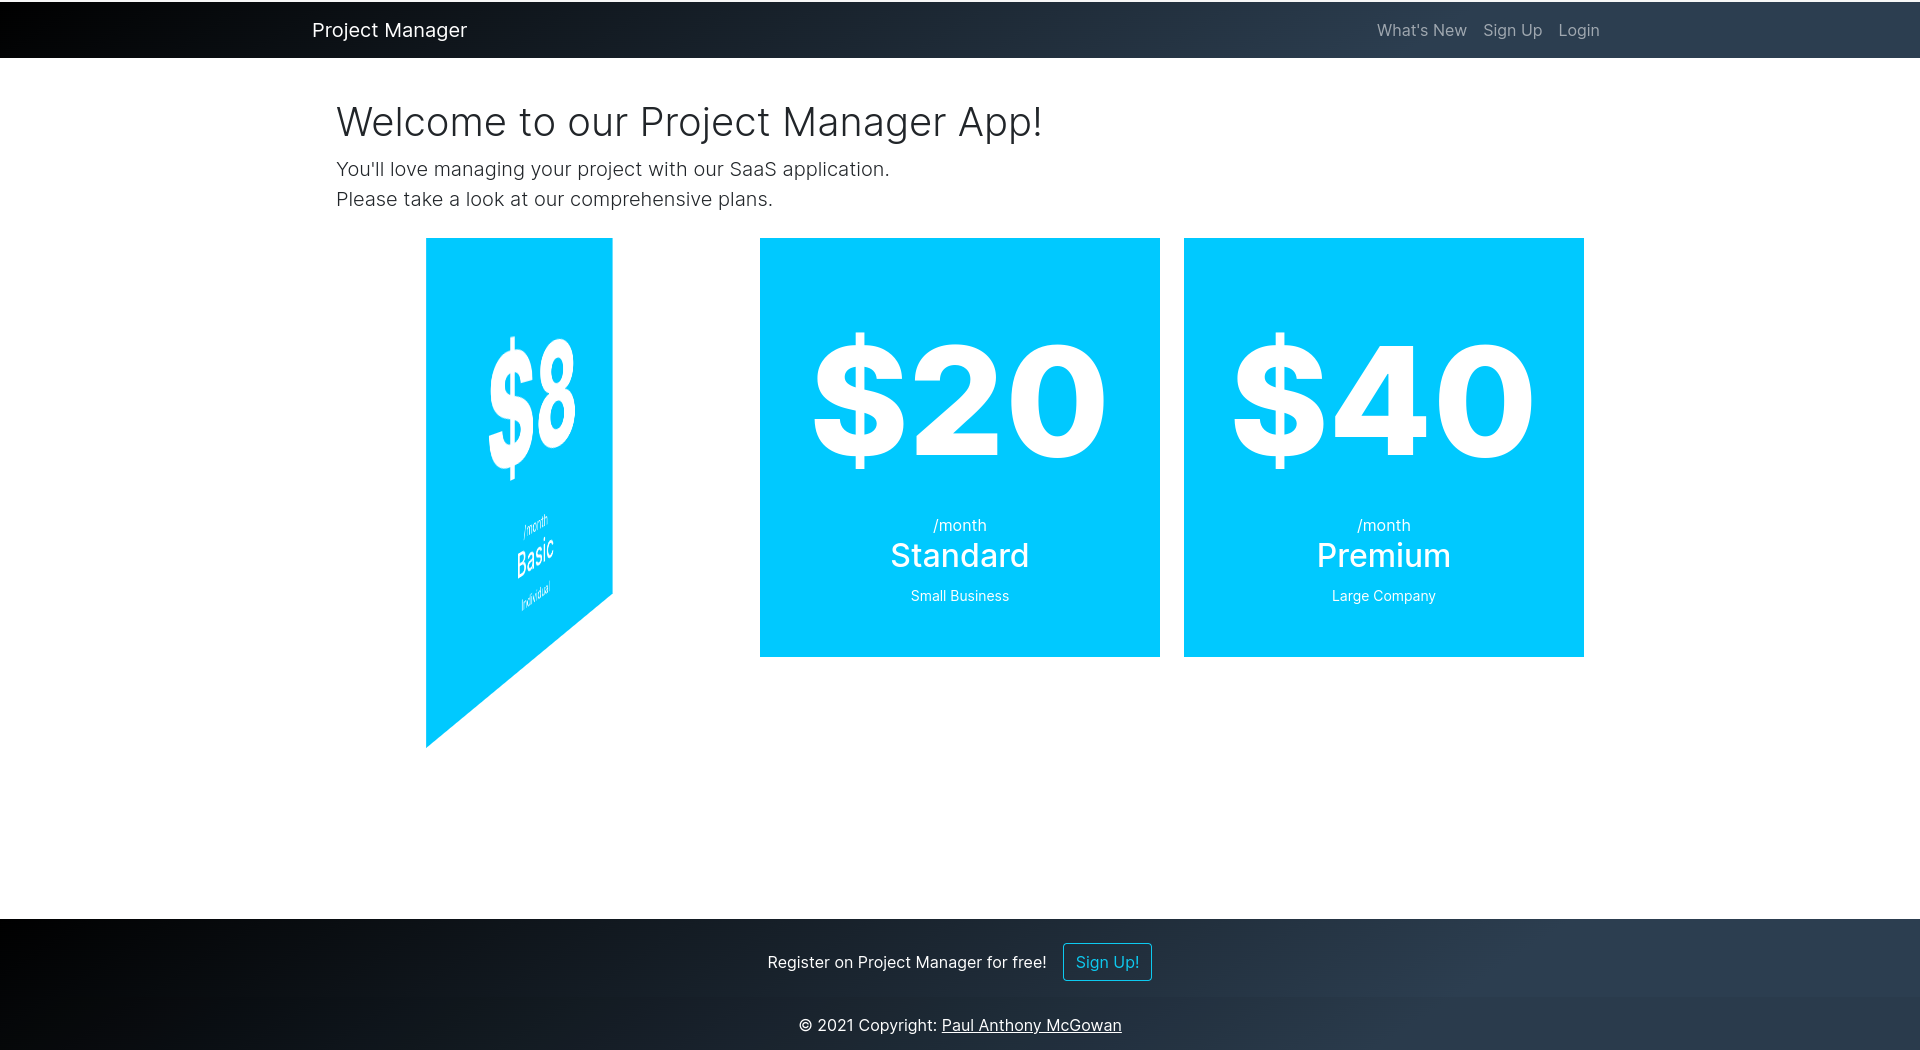 Project Manager
What's New Sign Up Login
Welcome to our Project Manager App!
You'll love managing your project with our SaaS application.
Please take a look at our comprehensive plans.
$8
/month
Basic
Individual
$20
/month
Standard
Small Business
$40
/month
Premium
Large Company
Register on Project Manager for free! Sign Up!
© 2021 Copyright: Paul Anthony McGowan